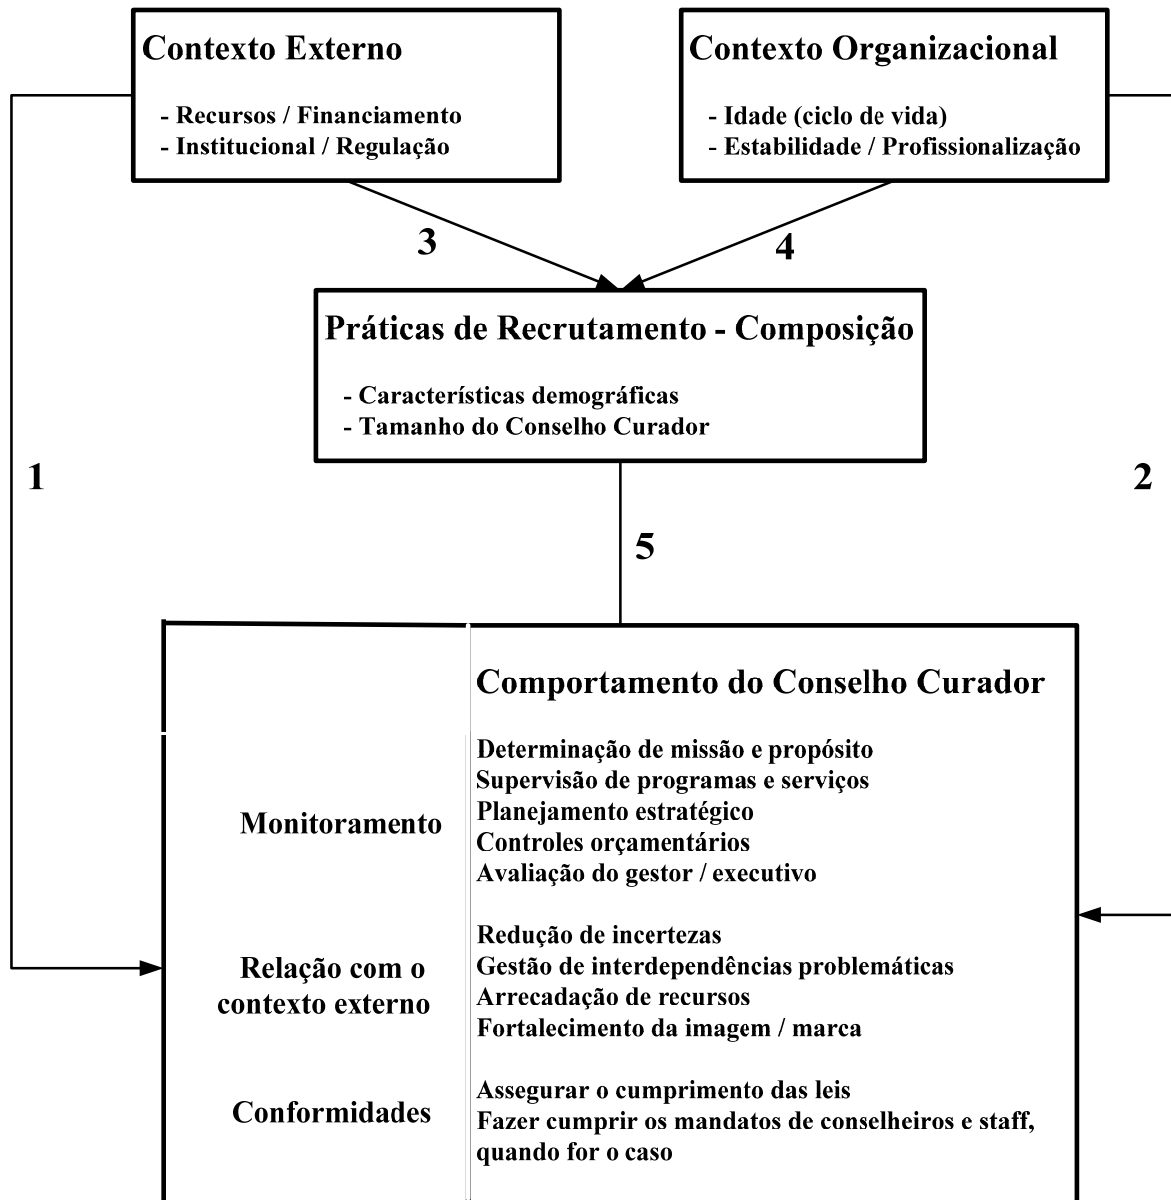 Contexto Externo
- Recursos / Financiamento
- Institucional / Regulação
Contexto Organizacional
- Idade (ciclo de vida)
- Estabilidade / Profissionalização
3
4
Práticas de Recrutamento - Composição
- Características demográficas
- Tamanho do Conselho Curador
1
2
5
Comportamento do Conselho Curador
Monitoramento
Determinação de missão e propósito
Supervisão de programas e serviços
Planejamento estratégico
Controles orçamentários
Avaliação do gestor / executivo
Relação com o
contexto externo
Redução de incertezas
Gestão de interdependências problemáticas
Arrecadação de recursos
Fortalecimento da imagem / marca
Conformidades
Assegurar o cumprimento das leis
Fazer cumprir os mandatos de conselheiros e staff,
quando for o caso